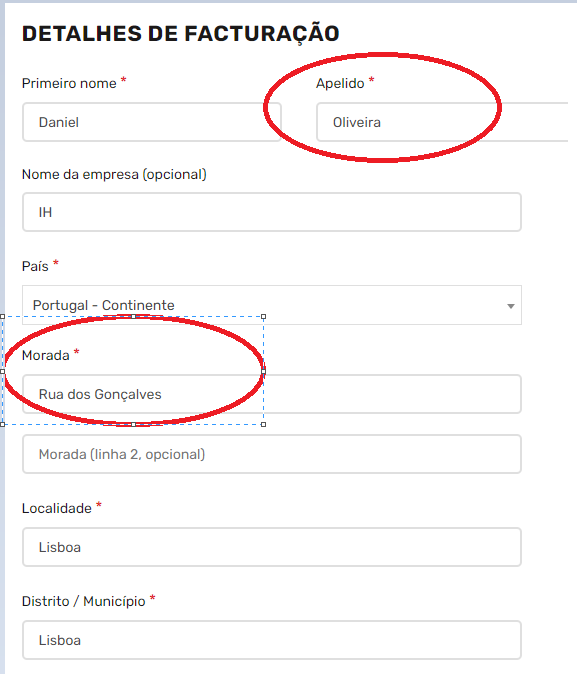 DETALHES DE FACTURAÇÃO
Primeiro nome * Apelido *
Daniel Oliveira
Nome da empresa (opcional)
IH
País *
Portugal - Continente
Morada *
Rua dos Gonçalves
Morada (linha 2, opcional)
Localidade *
Lisboa
Distrito / Município *
Lisboa